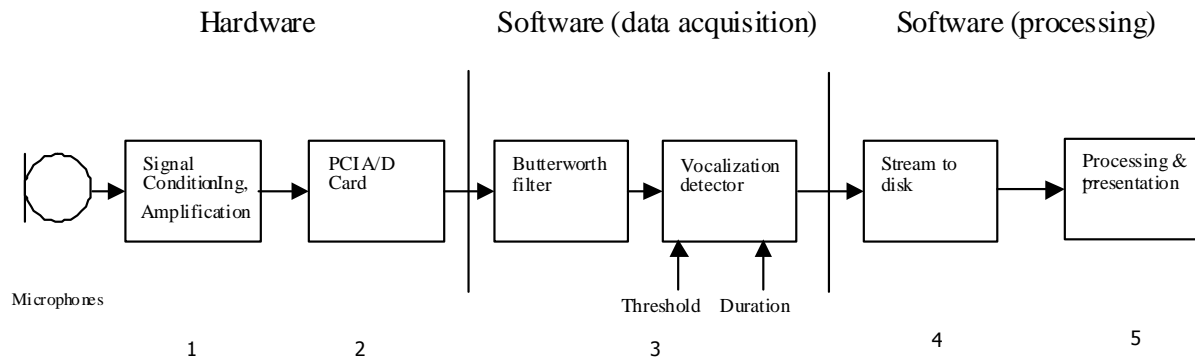 Hardware
Software (data acquisition)
Software (processing)
Signal
ConditionIng,
Amplification
PCIA/D
Card
Butterworth
filter
Vocalization
detector
Stream to
disk
Processing &
presentation
Microphones
Threshold
Duration
1
2
3
4
5